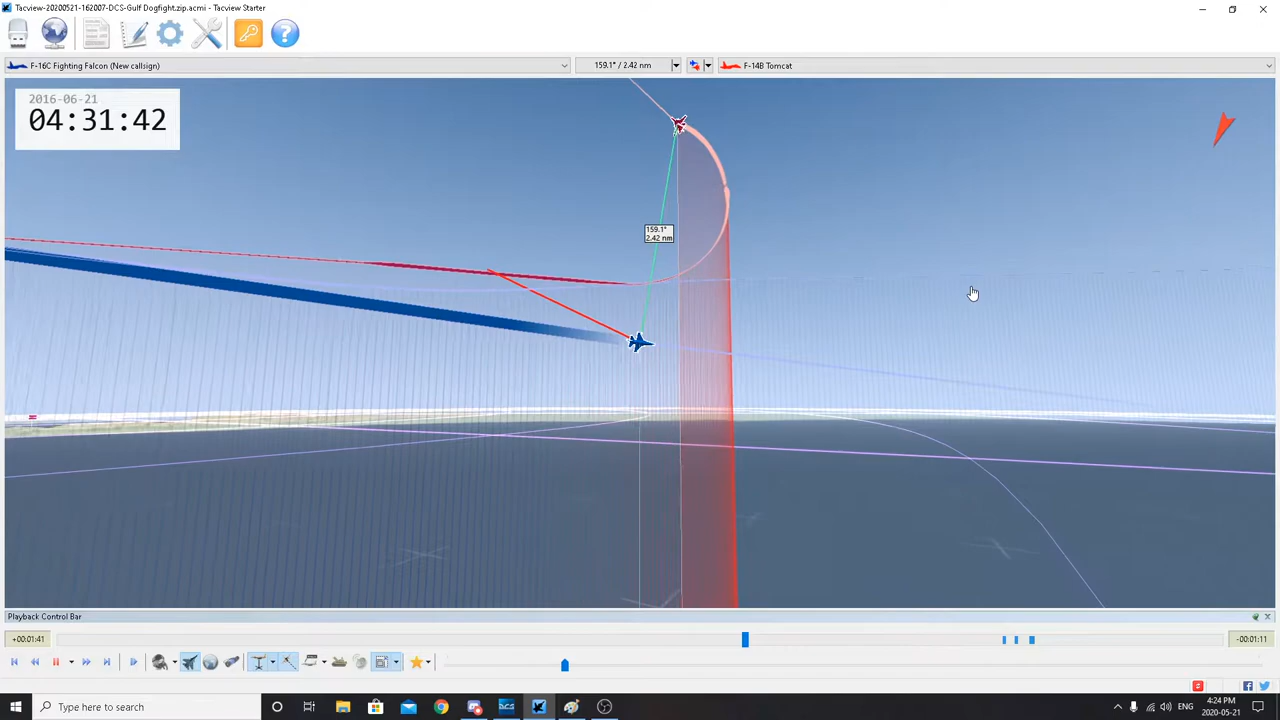 Tacview-20200521-162007-DCS-Gulf Dogfight.zip.acmi - Tacview Starter
F-16C Fighting Falcon (New callsign)
159.1° / 2.42 nm
F-14B Tomcat
2016-06-21
04:31:42
159.1°
2.42 nm
Playback Control Bar
+00:01:41
-00:01:11
Type here to search
DCS
ENG
4:24 PM
2020-05-21